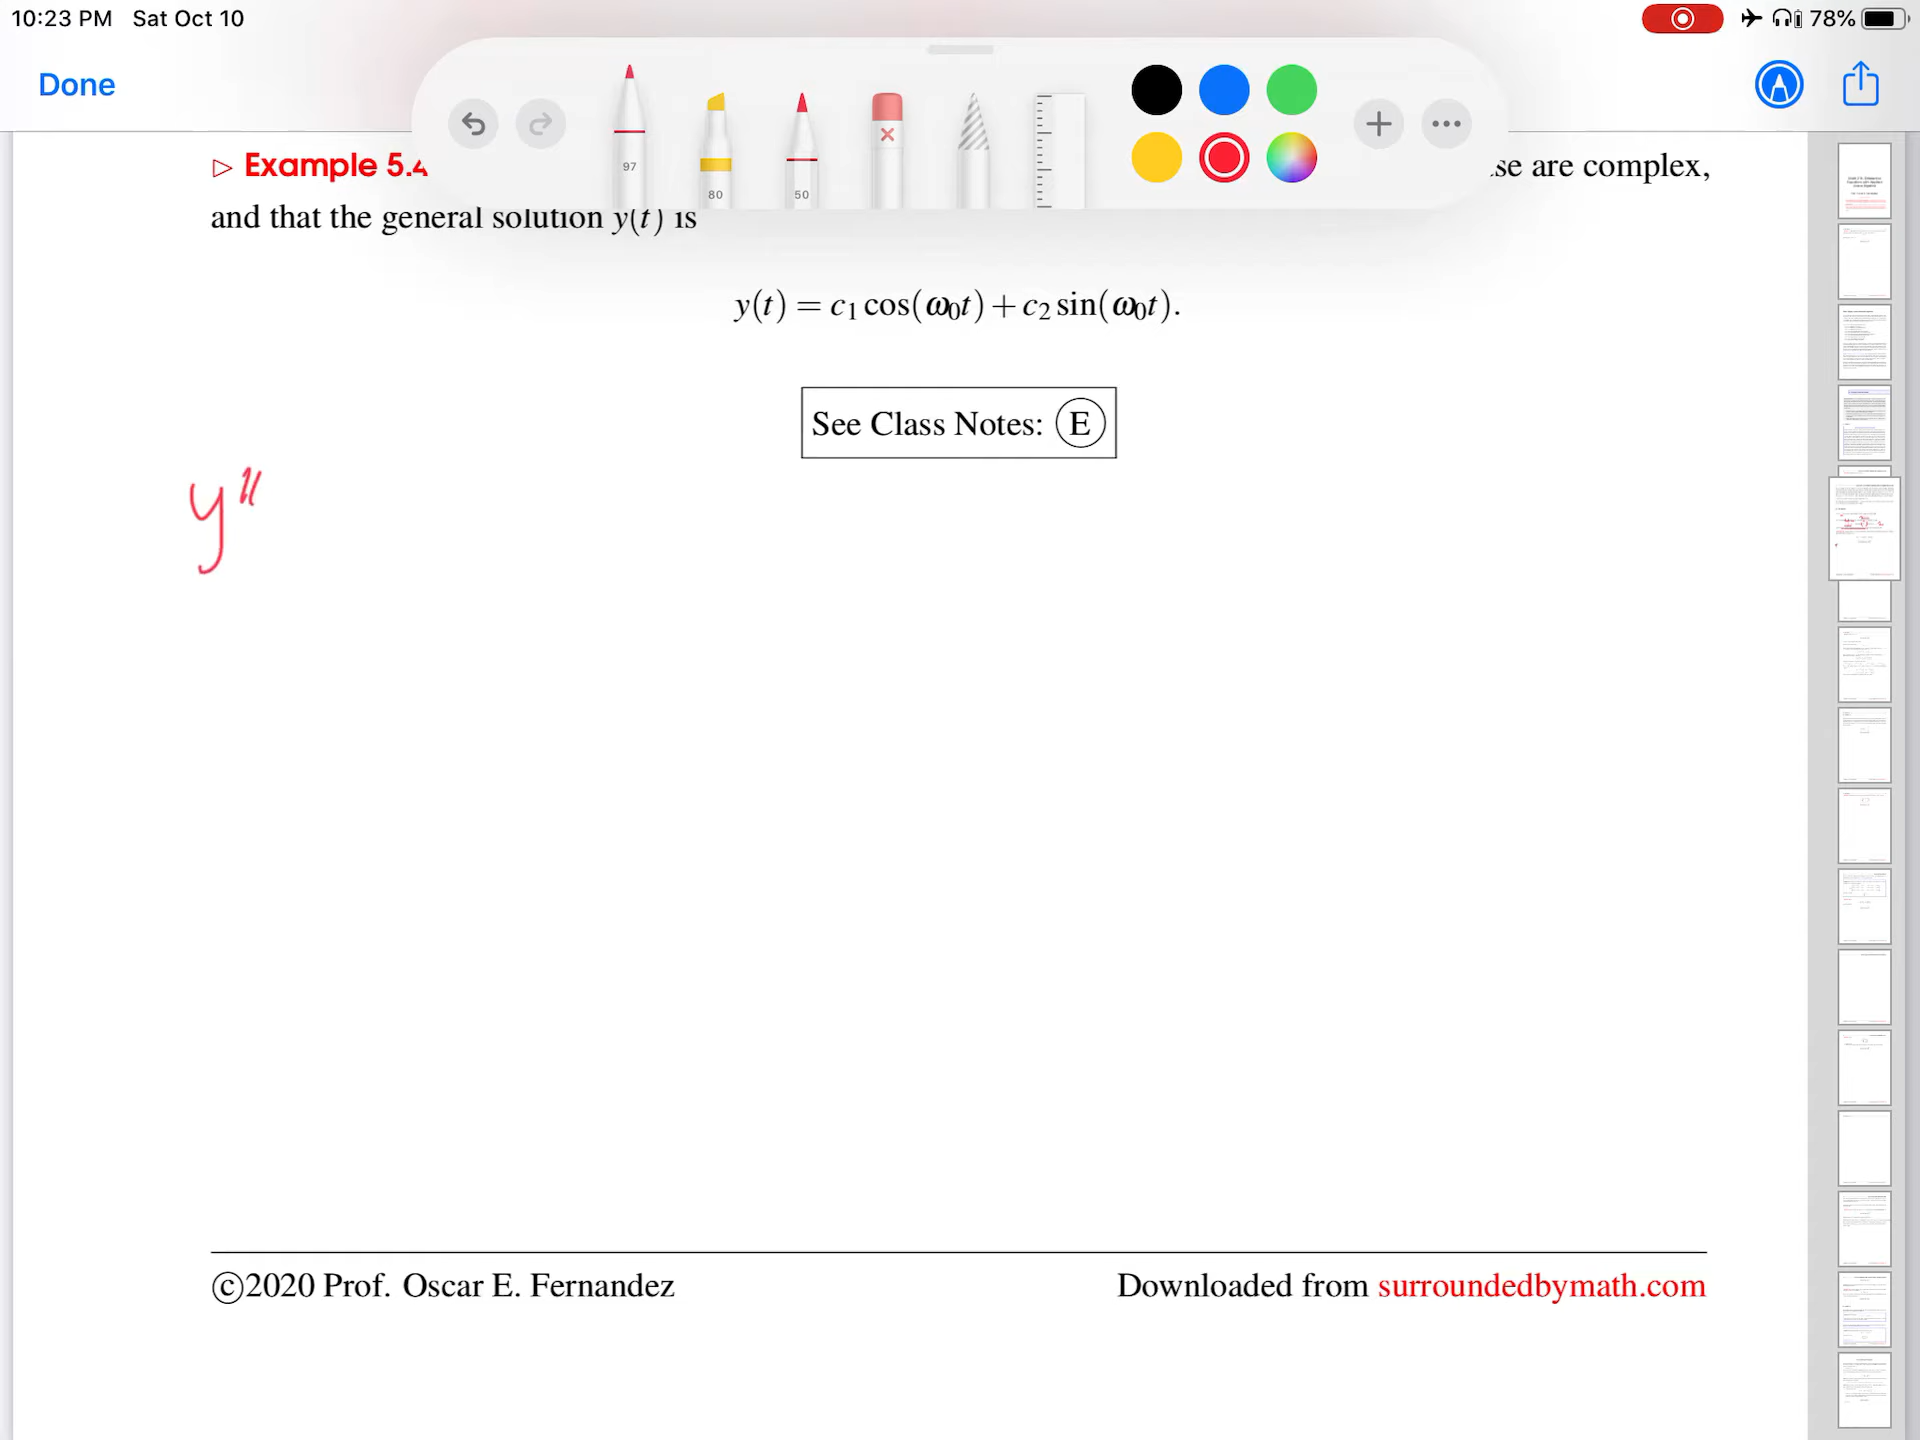 10:23 PM Sat Oct 10
78%
Done
97
80
50
▷ Example 5.4
se are complex,
and that the general solution y(t) is
y(t) = c₁ cos(ω₀t) + c₂ sin(ω₀t).
See Class Notes: Ⓔ
y″
©2020 Prof. Oscar E. Fernandez
Downloaded from surroundedbymath.com